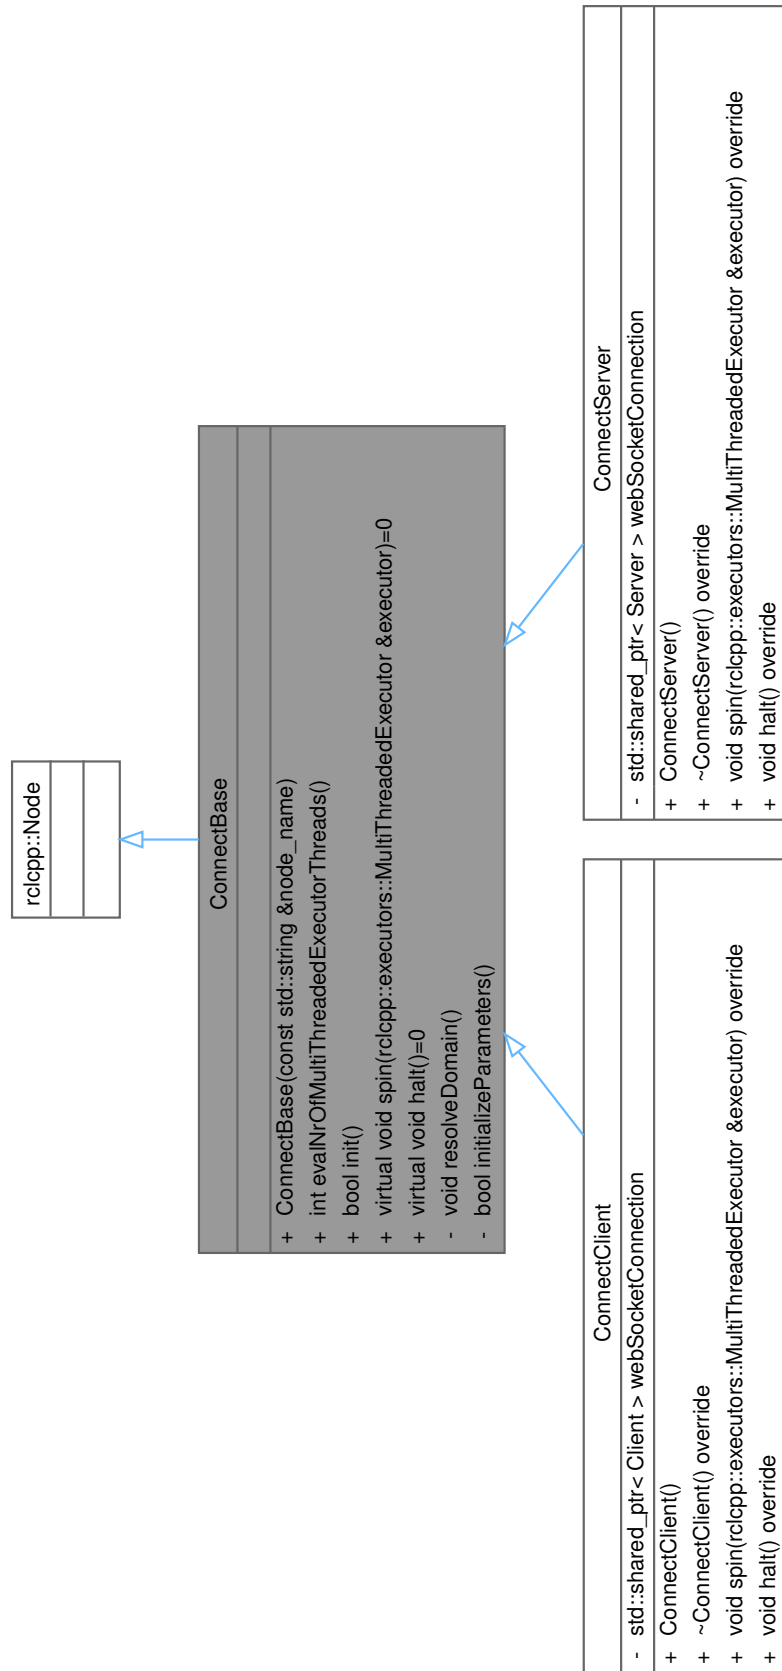 rclcpp::Node
ConnectBase
+ ConnectBase(const std::string &node_name)
+ int evalNrOfMultiThreadedExecutorThreads()
+ bool init()
+ virtual void spin(rclcpp::executors::MultiThreadedExecutor &executor)=0
+ virtual void halt()=0
- void resolveDomain()
- bool initializeParameters()
ConnectClient
- std::shared_ptr< Client > webSocketConnection
+ ConnectClient()
+ ~ConnectClient() override
+ void spin(rclcpp::executors::MultiThreadedExecutor &executor) override
+ void halt() override
ConnectServer
- std::shared_ptr< Server > webSocketConnection
+ ConnectServer()
+ ~ConnectServer() override
+ void spin(rclcpp::executors::MultiThreadedExecutor &executor) override
+ void halt() override